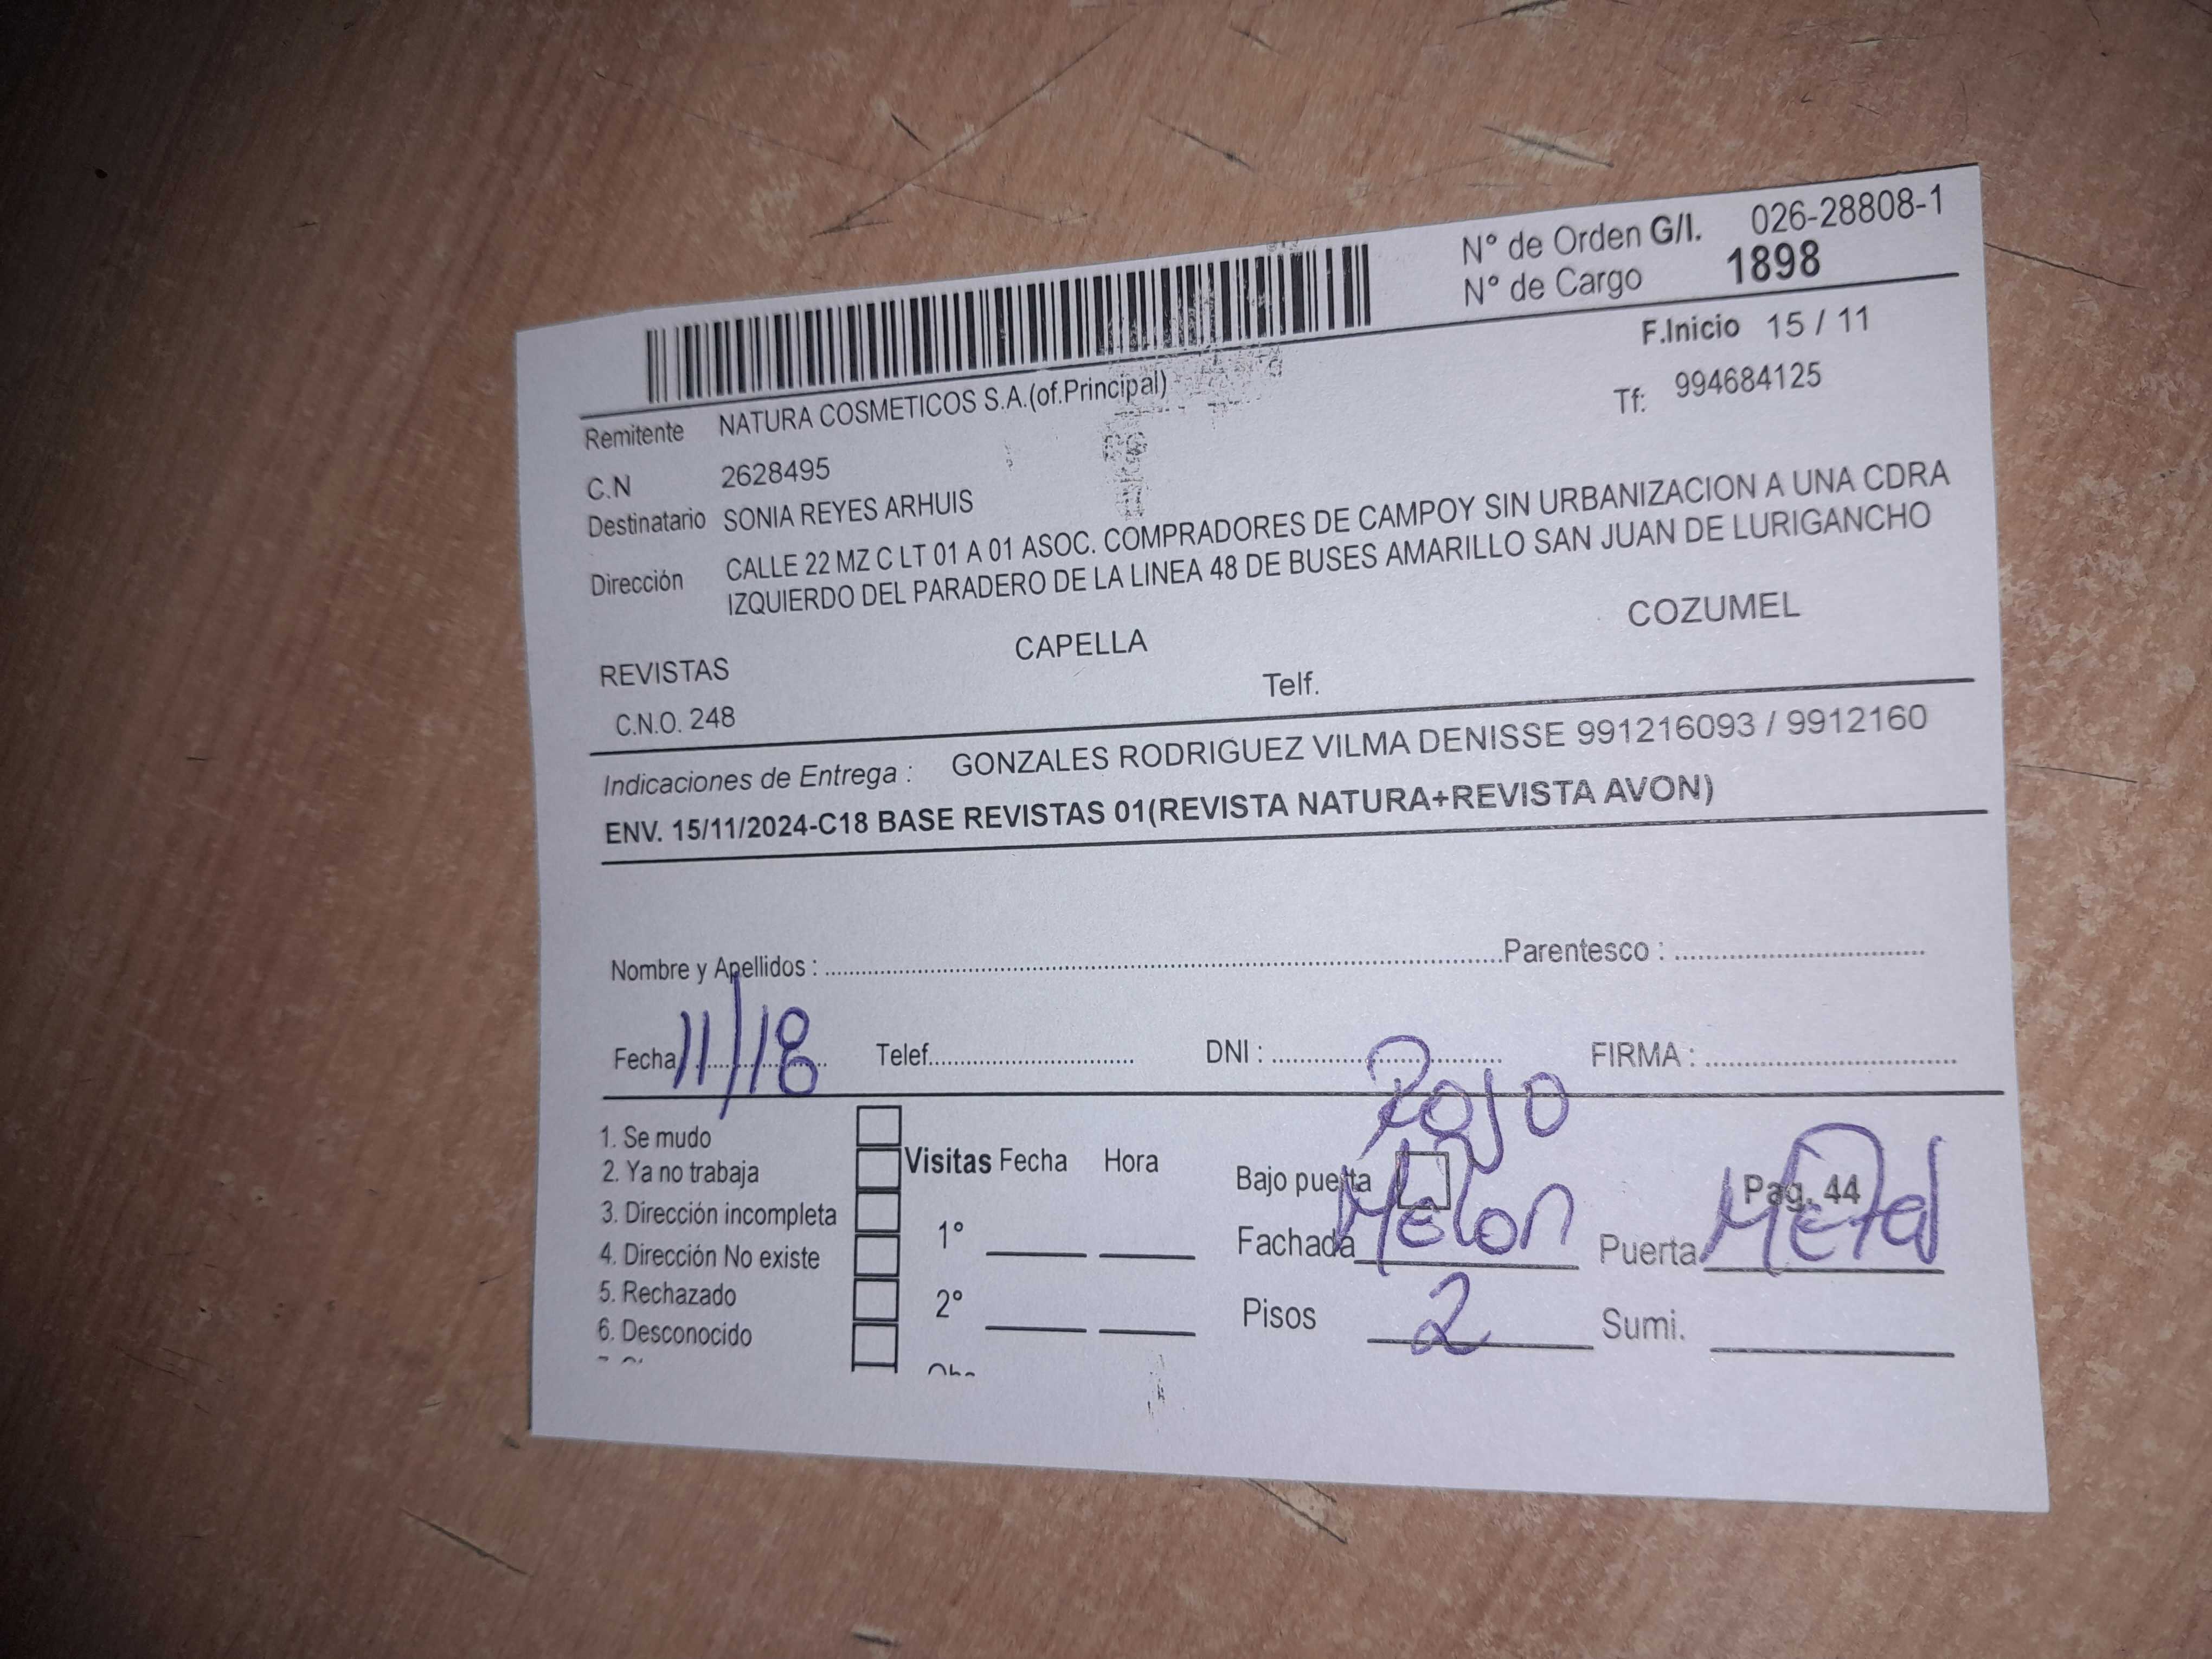 N° de Orden G/I. 026-28808-1
N° de Cargo 1898
F.Inicio 15 / 11
Remitente NATURA COSMETICOS S.A.(of.Principal) Tf: 994684125
C.N 2628495
Destinatario SONIA REYES ARHUIS
Dirección CALLE 22 MZ C LT 01 A 01 ASOC. COMPRADORES DE CAMPOY SIN URBANIZACION A UNA CDRA
IZQUIERDO DEL PARADERO DE LA LINEA 48 DE BUSES AMARILLO SAN JUAN DE LURIGANCHO
REVISTAS CAPELLA COZUMEL
C.N.O. 248 Telf.
Indicaciones de Entrega : GONZALES RODRIGUEZ VILMA DENISSE 991216093 / 9912160
ENV. 15/11/2024-C18 BASE REVISTAS 01(REVISTA NATURA+REVISTA AVON)
Nombre y Apellidos : Parentesco :
Fecha 11/18 Telef. DNI : FIRMA :
Rojo
1. Se mudo
2. Ya no trabaja Visitas Fecha Hora Bajo puerta Pag. 44
3. Dirección incompleta 1° Fachada Melon Puerta Metal
4. Dirección No existe
5. Rechazado 2° Pisos 2 Sumi.
6. Desconocido